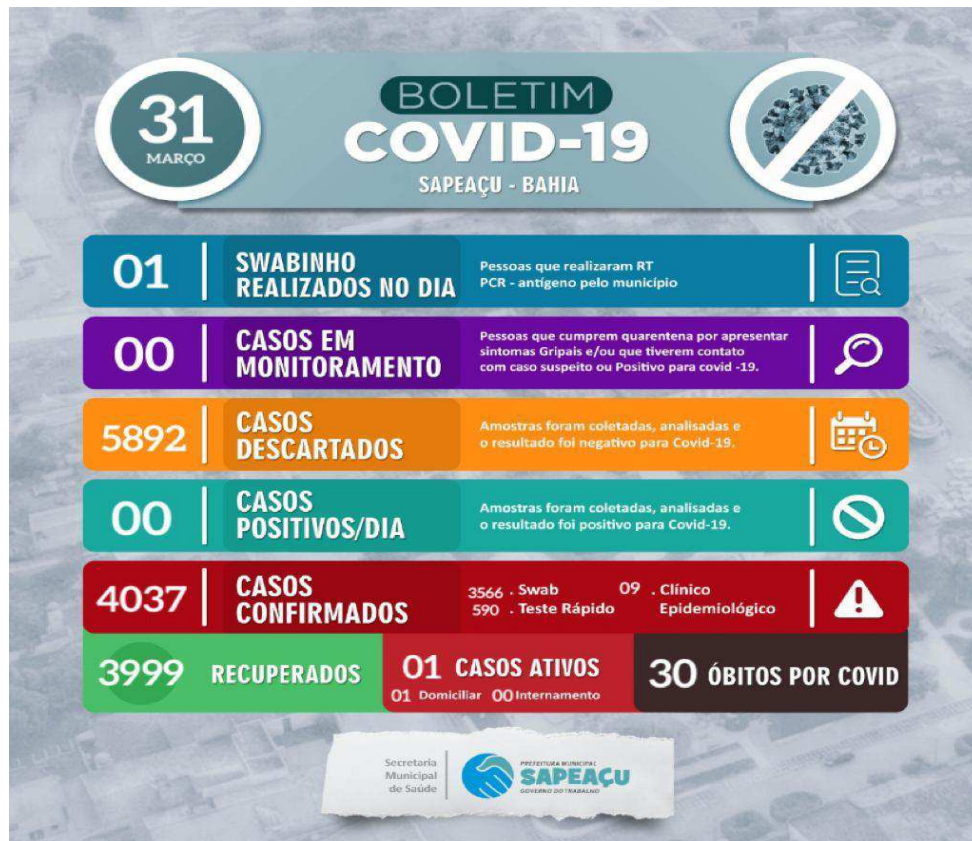 31
MARÇO
BOLETIM
COVID-19
SAPEAÇU - BAHIA
01
SWABINHO
REALIZADOS NO DIA
Pessoas que realizaram RT
PCR - antígeno pelo município
00
CASOS EM
MONITORAMENTO
Pessoas que cumprem quarentena por apresentar
sintomas Gripais e/ou que tiverem contato
com caso suspeito ou Positivo para covid -19.
5892
CASOS
DESCARTADOS
Amostras foram coletadas, analisadas e
o resultado foi negativo para Covid-19.
00
CASOS
POSITIVOS/DIA
Amostras foram coletadas, analisadas e
o resultado foi positivo para Covid-19.
4037
CASOS
CONFIRMADOS
3566 . Swab
590 . Teste Rápido
09 . Clínico
Epidemiológico
3999 RECUPERADOS
01 CASOS ATIVOS
01 Domiciliar 00 Internamento
30 ÓBITOS POR COVID
Secretaria
Municipal
de Saúde
PREFEITURA MUNICIPAL
SAPEAÇU
GOVERNO DO TRABALHO